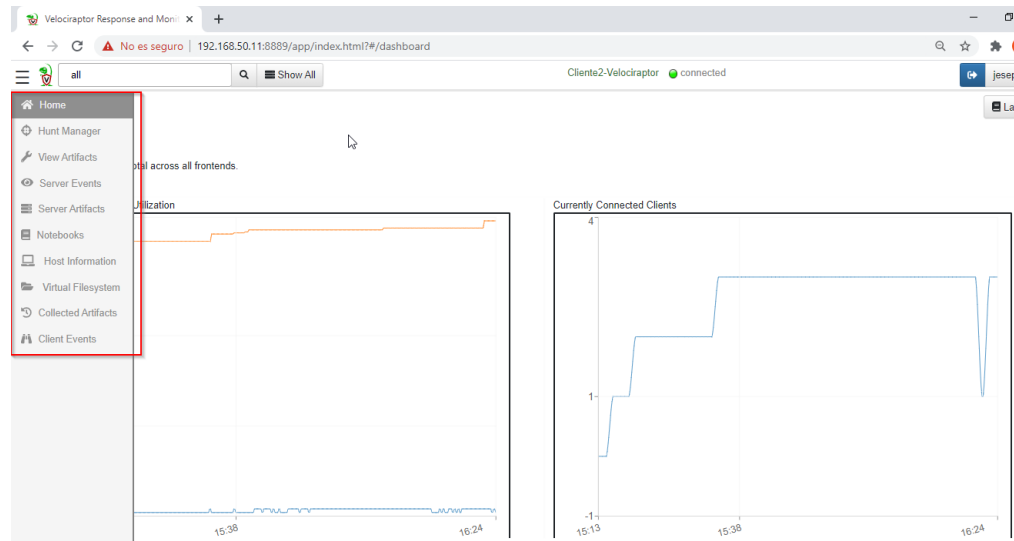 Velociraptor Response and Monit
No es seguro | 192.168.50.11:8889/app/index.html?#/dashboard
all
Show All
Cliente2-Velociraptor connected
jesep
Home
La
Hunt Manager
View Artifacts
otal across all frontends.
Server Events
Server Artifacts
Utilization
Currently Connected Clients
Notebooks
Host Information
Virtual Filesystem
Collected Artifacts
Client Events
15:38
16:24
4
1
-1
15:13
15:38
16:24